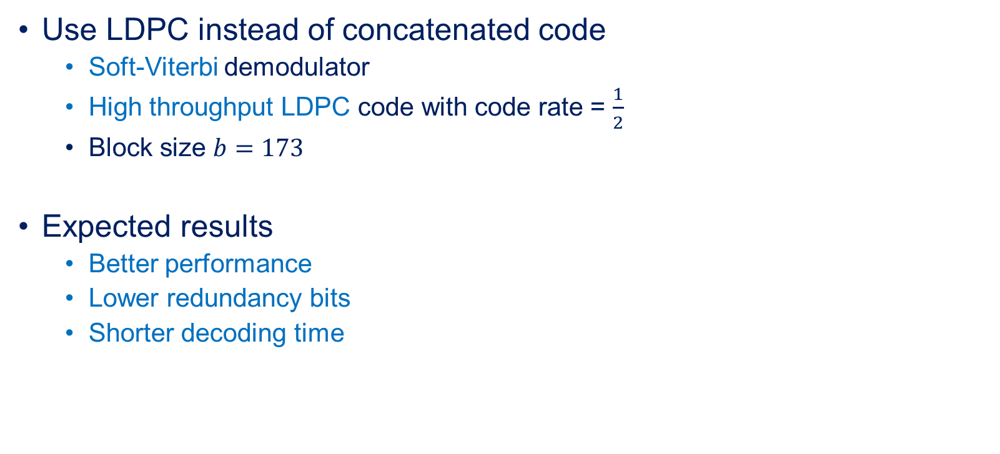 • Use LDPC instead of concatenated code
• Soft-Viterbi demodulator
• High throughput LDPC code with code rate = 1/2
• Block size b = 173
• Expected results
• Better performance
• Lower redundancy bits
• Shorter decoding time